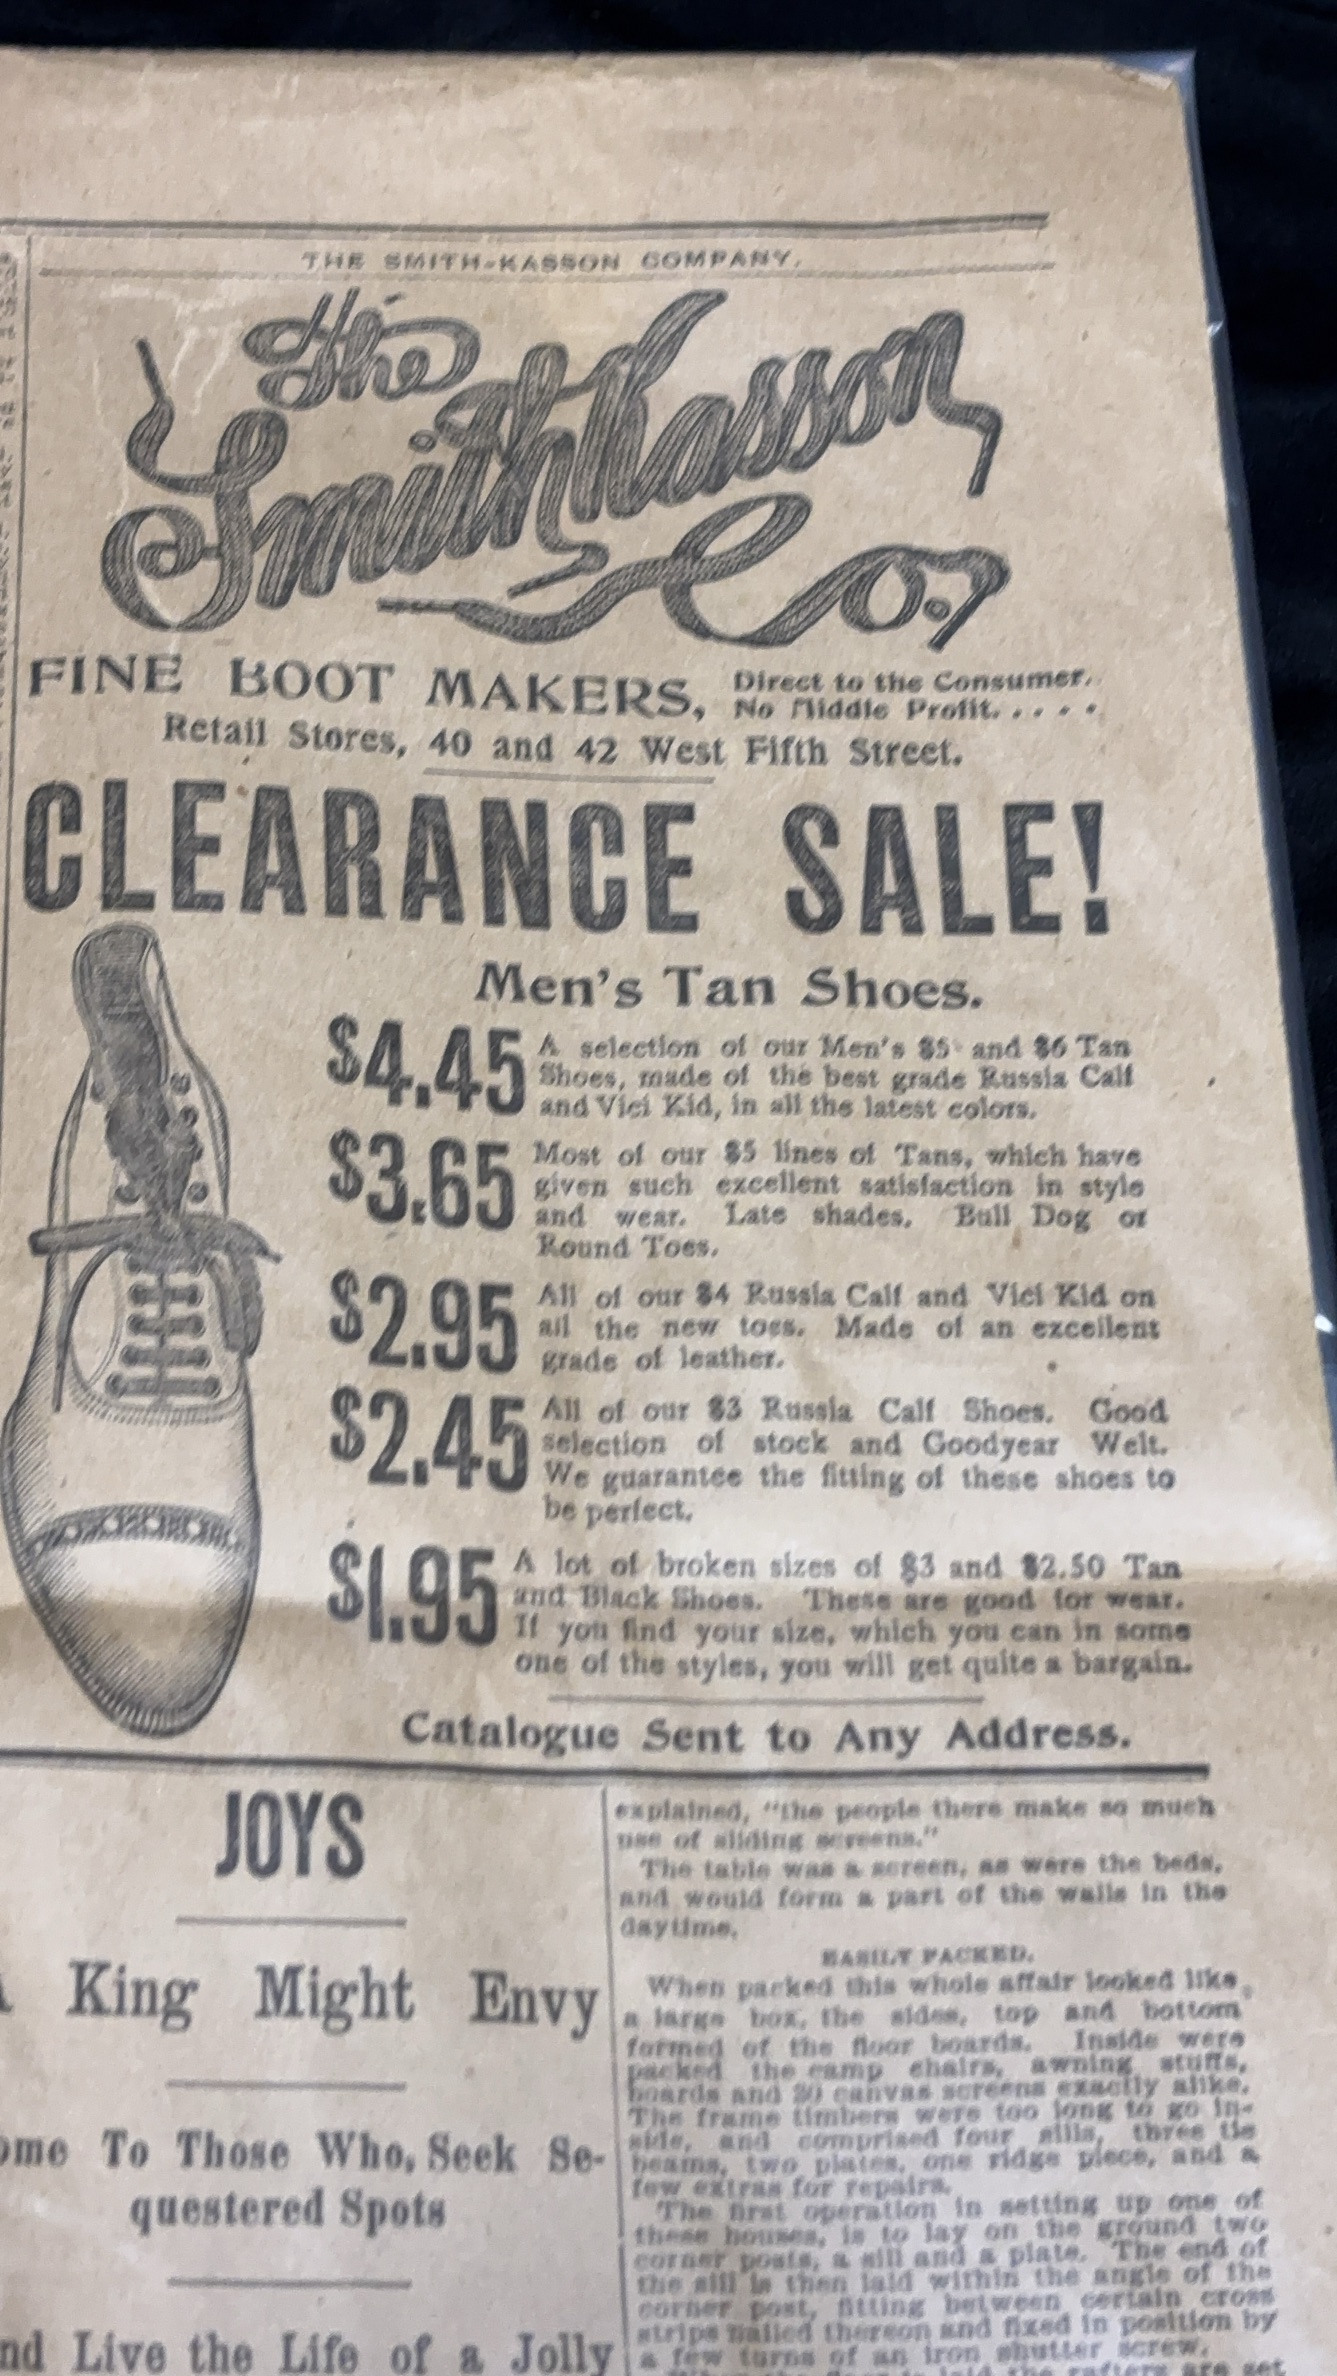 THE SMITH-KASSON COMPANY.
The
Smith Kasson
Co.
FINE BOOT MAKERS, Direct to the Consumer.
No Middle Profit. . . . .
Retail Stores, 40 and 42 West Fifth Street.
CLEARANCE SALE!
Men's Tan Shoes.
$4.45 A selection of our Men's $5 and $6 Tan
Shoes, made of the best grade Russia Calf
and Vici Kid, in all the latest colors.
$3.65 Most of our $5 lines of Tans, which have
given such excellent satisfaction in style
and wear. Late shades. Bull Dog or
Round Toes.
$2.95 All of our $4 Russia Calf and Vici Kid on
all the new toes. Made of an excellent
grade of leather.
$2.45 All of our $3 Russia Calf Shoes. Good
selection of stock and Goodyear Welt.
We guarantee the fitting of these shoes to
be perfect.
$1.95 A lot of broken sizes of $3 and $2.50 Tan
and Black Shoes. These are good for wear.
If you find your size, which you can in some
one of the styles, you will get quite a bargain.
Catalogue Sent to Any Address.
JOYS
King Might Envy
To Those Who Seek Se-
questered Spots
Live the Life of a Jolly
explained, "the people there make so much
use of sliding screens."
The table was a screen, as were the beds,
and would form a part of the walls in the
daytime.
EASILY PACKED.
When packed this whole affair looked like
a large box, the sides, top and bottom
formed of the floor boards. Inside were
packed the camp chairs, awning stuffs,
boards and 20 canvas screens exactly alike.
The frame timbers were too long to go in-
side, and comprised four sills, three tie
beams, two plates, one ridge piece, and a
few extras for repairs.
The first operation in setting up one of
these houses, is to lay on the ground two
corner posts, a sill and a plate. The end of
the sill is then laid within the angle of the
corner post, fitting between certain cross
strips nailed thereon and fixed in position by
a few turns of an iron shutter screw.